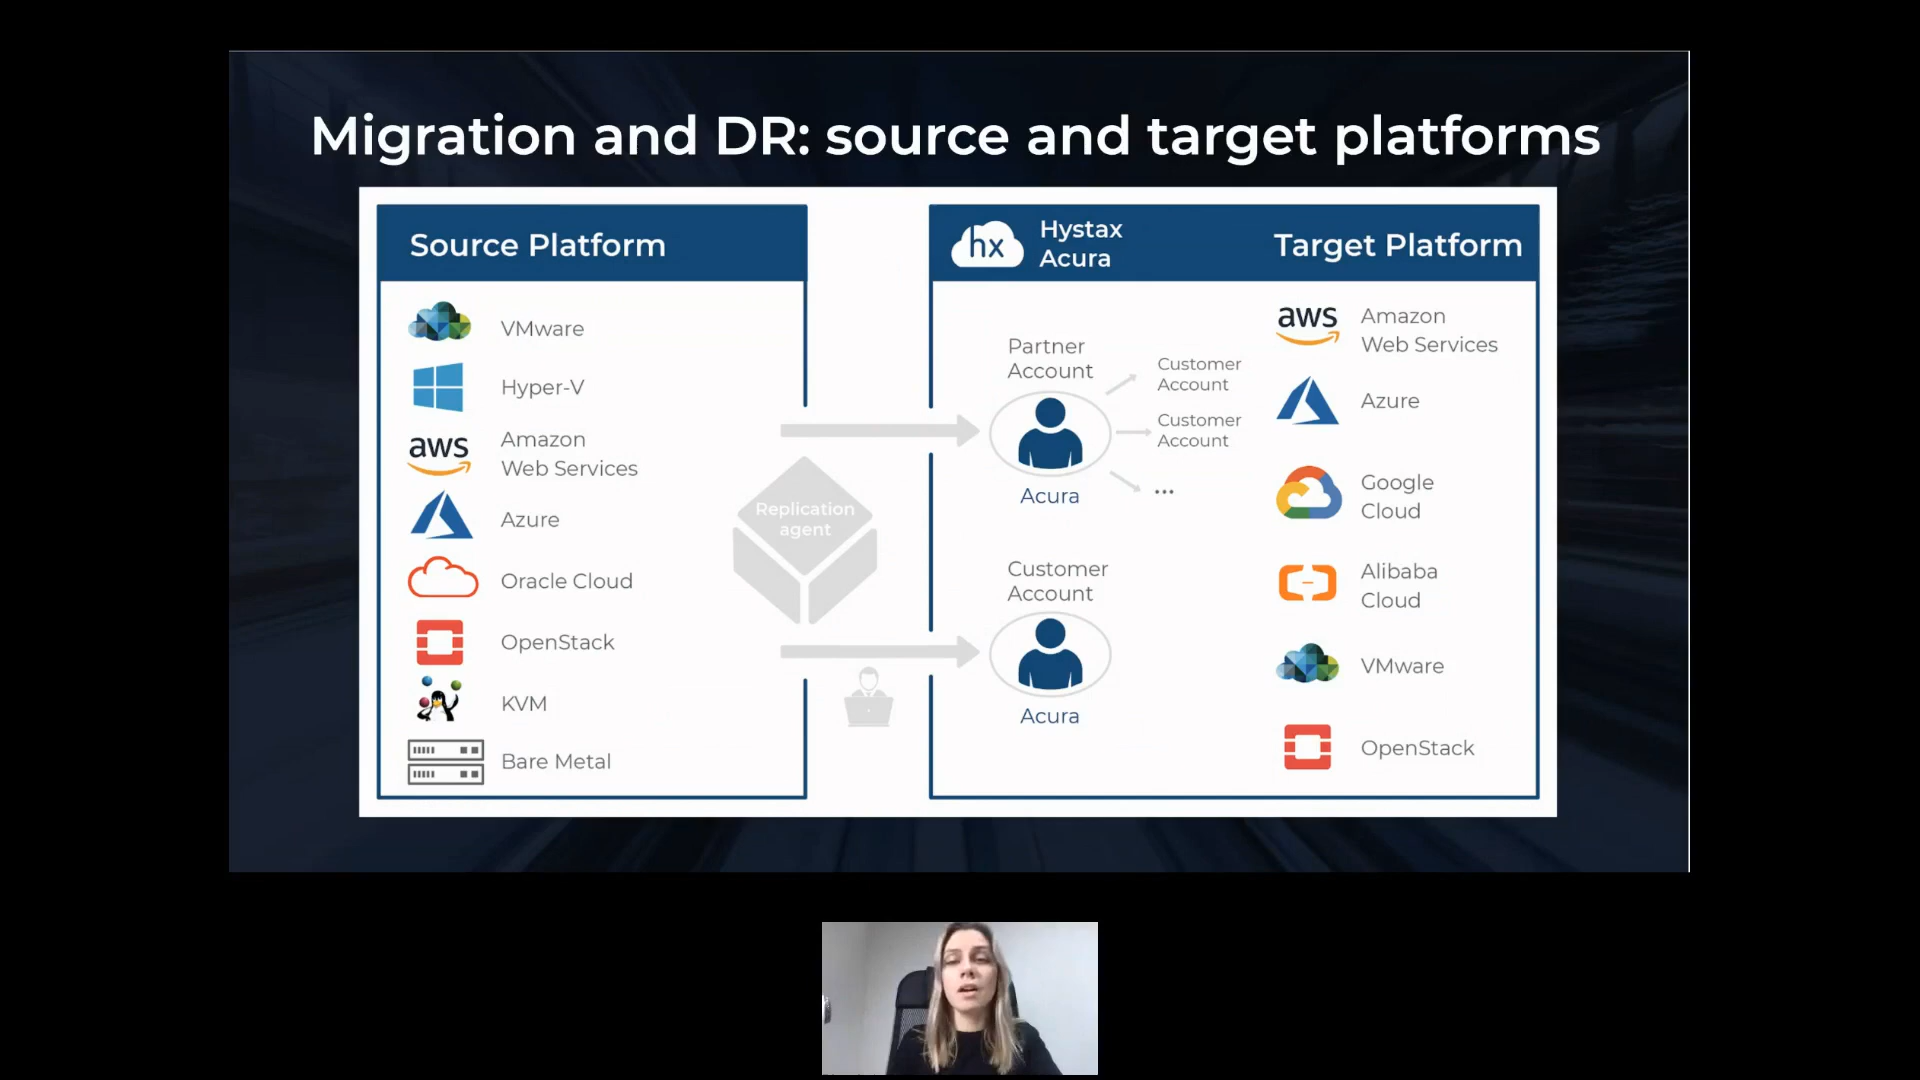 Migration and DR: source and target platforms
Source Platform
VMware
Hyper-V
aws
Amazon
Web Services
Azure
Oracle Cloud
OpenStack
KVM
Bare Metal
Replication
agent
hx
Hystax
Acura
Target Platform
Partner
Account
Acura
Customer
Account
Customer
Account
...
Customer
Account
Acura
aws
Amazon
Web Services
Azure
Google
Cloud
Alibaba
Cloud
VMware
OpenStack